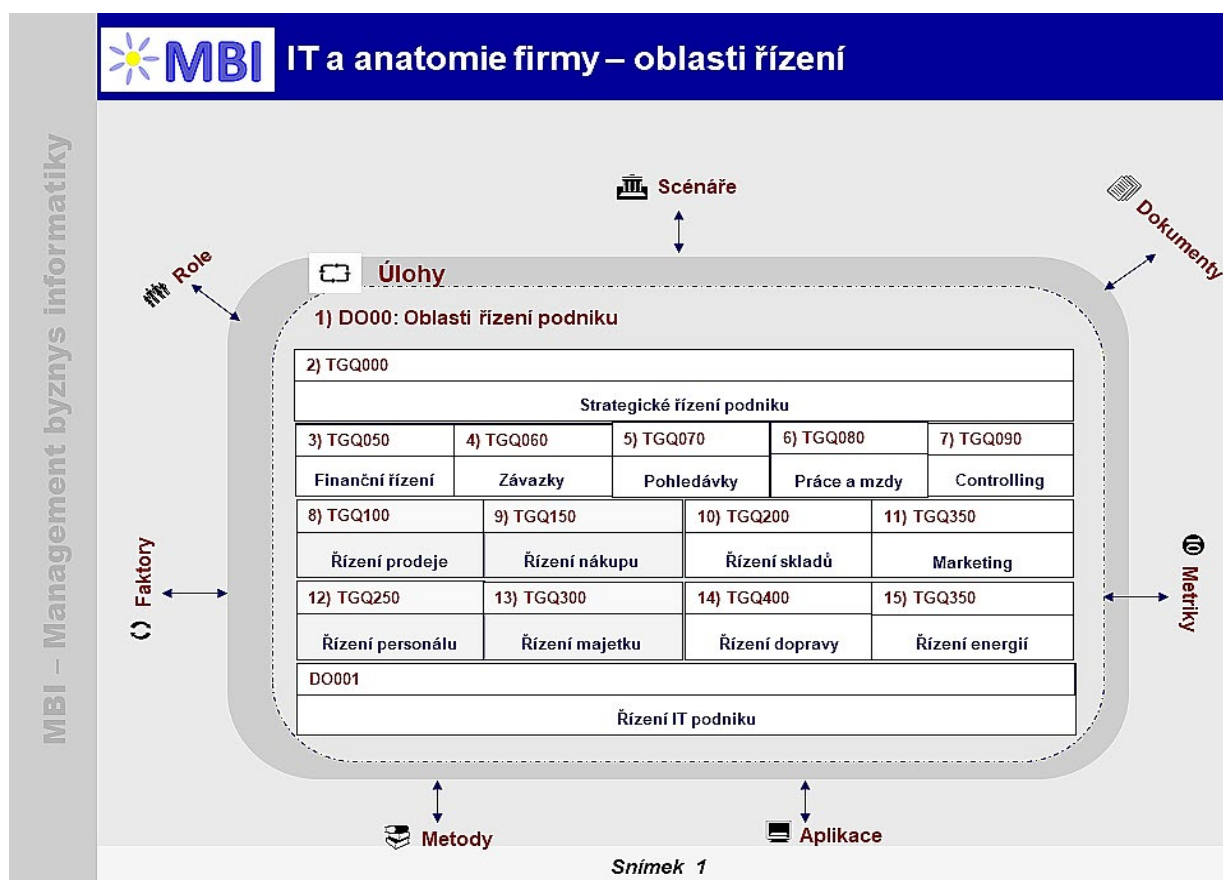 MBI
IT a anatomie firmy – oblasti řízení
MBI – Management byznys informatiky
Scénáře
Dokumenty
Role
Úlohy
1) DO00: Oblasti řízení podniku
2) TGQ000
Strategické řízení podniku
3) TGQ050 4) TGQ060 5) TGQ070 6) TGQ080 7) TGQ090
Finanční řízení Závazky Pohledávky Práce a mzdy Controlling
8) TGQ100 9) TGQ150 10) TGQ200 11) TGQ350
Řízení prodeje Řízení nákupu Řízení skladů Marketing
12) TGQ250 13) TGQ300 14) TGQ400 15) TGQ350
Řízení personálu Řízení majetku Řízení dopravy Řízení energií
DO001
Řízení IT podniku
Faktory
Metriky
Metody
Aplikace
Snímek 1